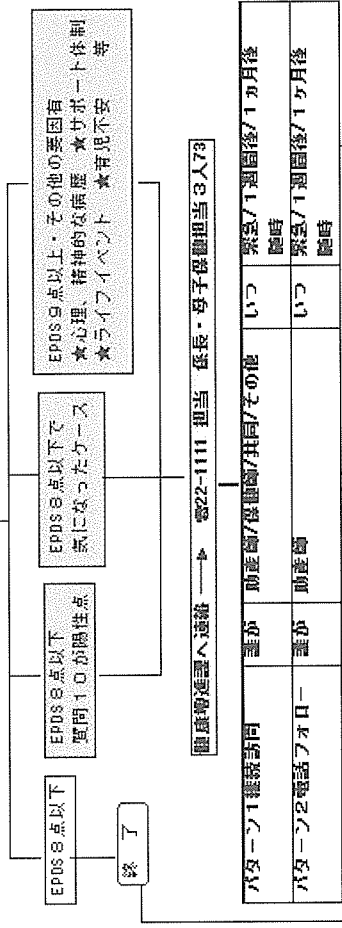 EPDS8点以下
EPDS8点以下
質問10が陽性点
EPDS8点以下で
気になったケース
EPDS9点以上・その他の要因有
★心理、精神的な病歴 ★サポート体制
★ライフイベント ★育児不安 等
終 了
健康増進課へ連絡 → ☎22-1111 担当 係長・母子保健担当3人73
パターン1継続訪問 誰が 助産師/保健師/共同/その他 いつ 緊急/1週間後/1ヵ月後
随時
パターン2電話フォロー 誰が 助産師 いつ 緊急/1週間後/1ヶ月後
随時